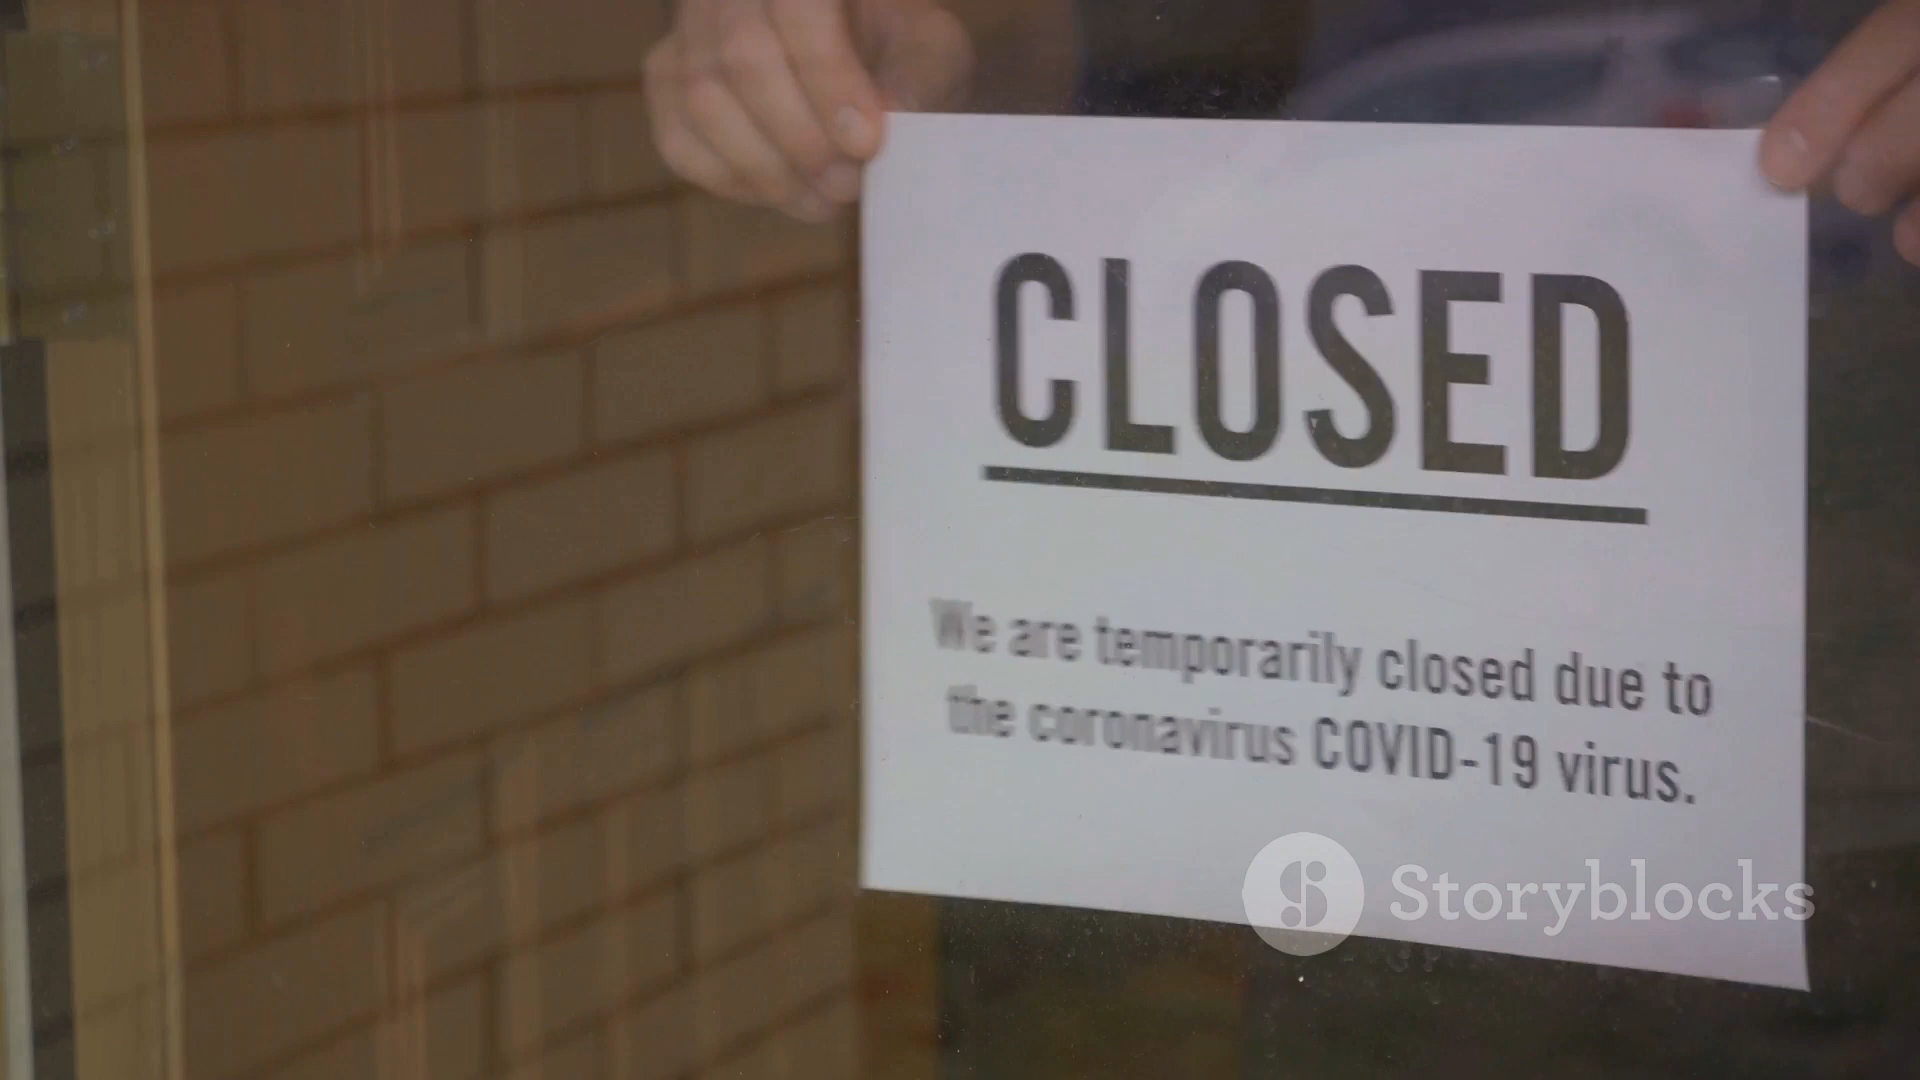 CLOSED
We are temporarily closed due to
the coronavirus COVID-19 virus.
Storyblocks